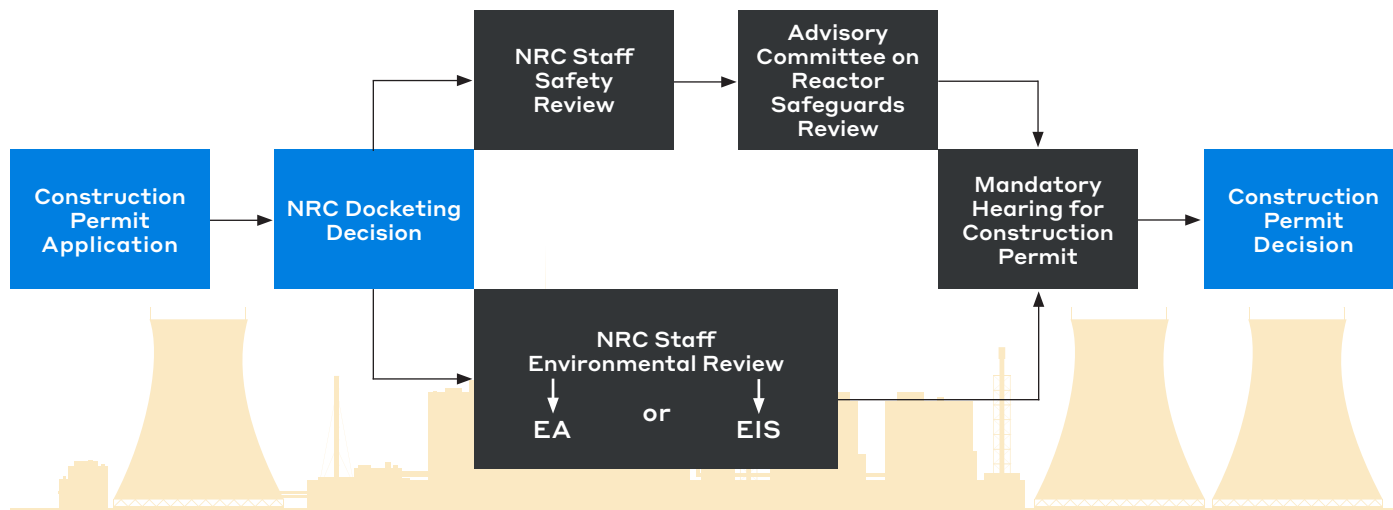 Construction
Permit
Application
NRC Docketing
Decision
NRC Staff
Safety
Review
Advisory
Committee on
Reactor
Safeguards
Review
NRC Staff
Environmental Review
EA
or
EIS
Mandatory
Hearing for
Construction
Permit
Construction
Permit
Decision